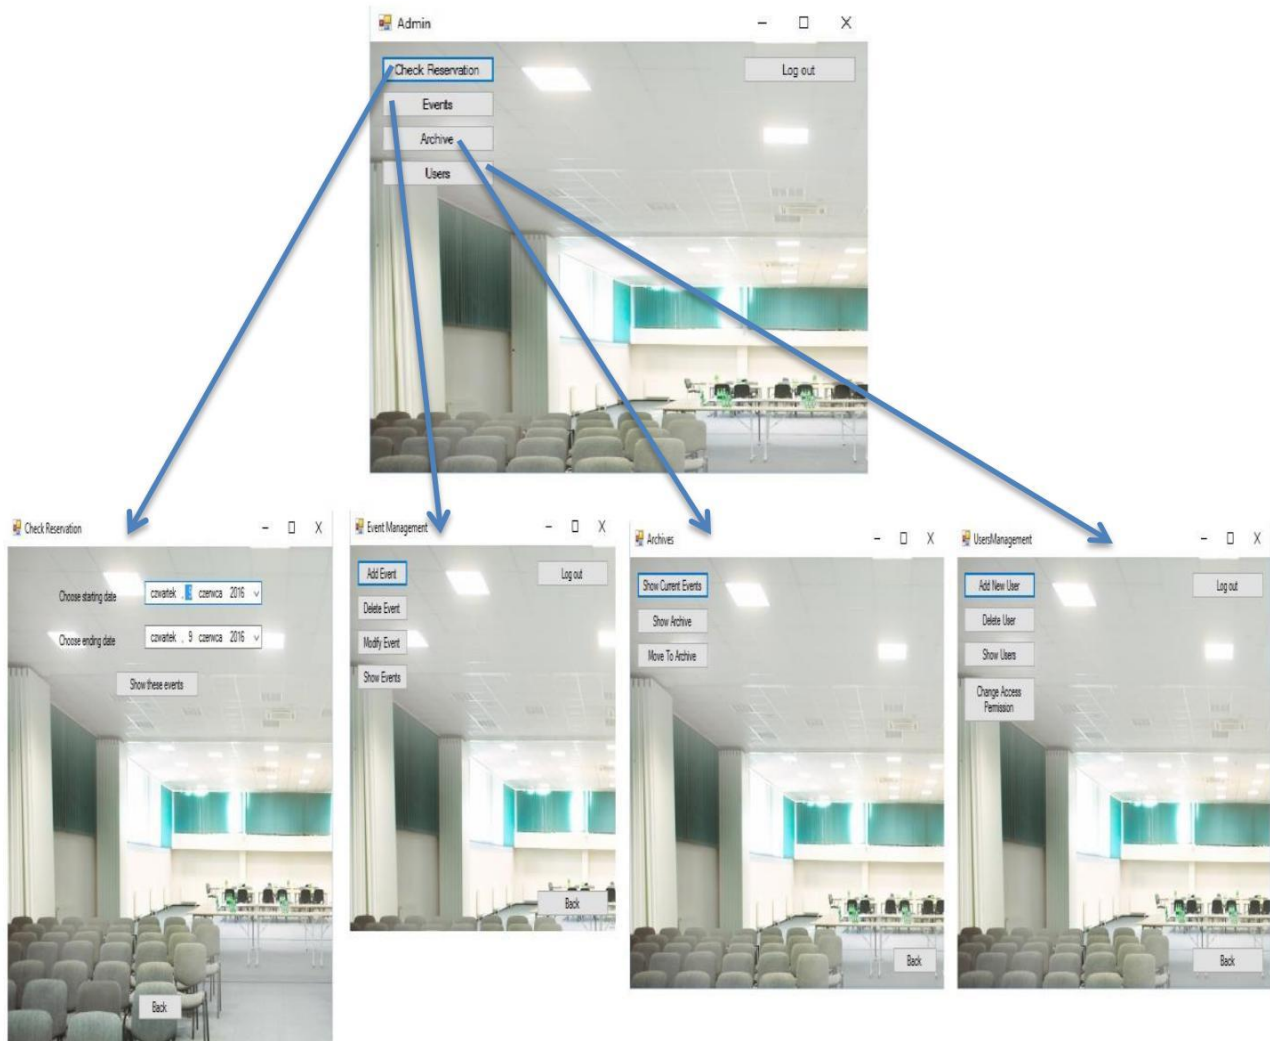 Admin
Check Reservation
Log out
Events
Archive
Users
Check Reservation
Choose starting date
czwartek ,
czerwca 2016
Choose ending date
czwartek , 9 czerwca 2016
Show these events
Back
Event Management
Add Event
Log out
Delete Event
Modify Event
Show Events
Back
Archives
Show Current Events
Show Archive
Move To Archive
Back
UsersManagement
Add New User
Log out
Delete User
Show Users
Change Access
Permission
Back